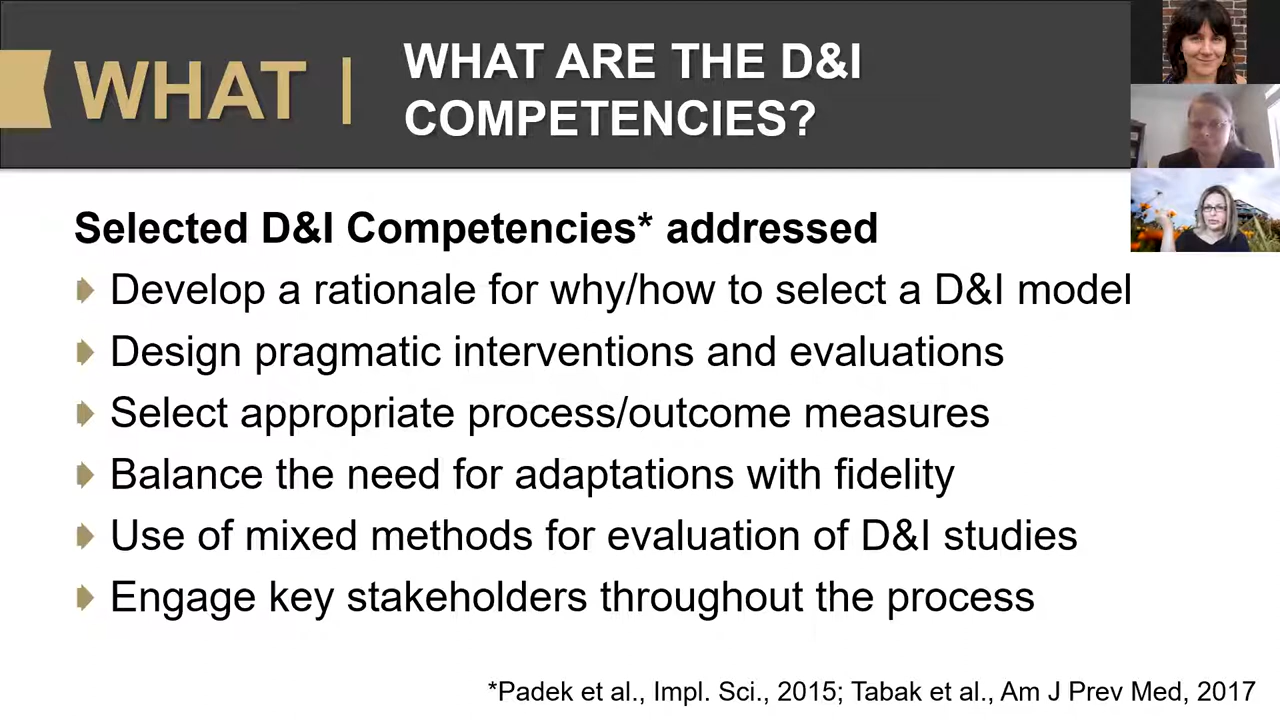 WHAT
WHAT ARE THE D&I
COMPETENCIES?
Selected D&I Competencies* addressed
Develop a rationale for why/how to select a D&I model
Design pragmatic interventions and evaluations
Select appropriate process/outcome measures
Balance the need for adaptations with fidelity
Use of mixed methods for evaluation of D&I studies
Engage key stakeholders throughout the process
*Padek et al., Impl. Sci., 2015; Tabak et al., Am J Prev Med, 2017